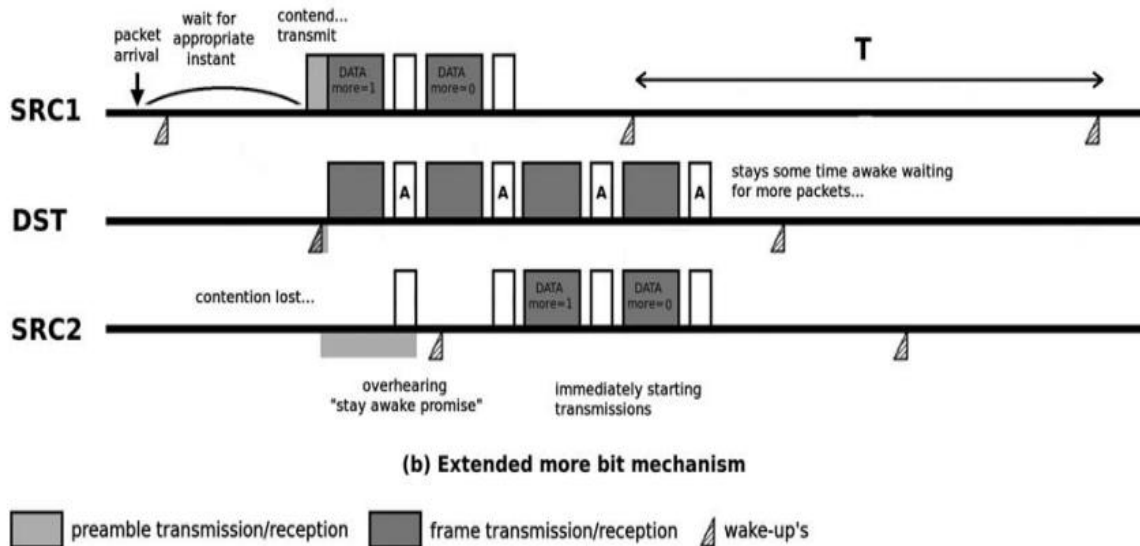 packet
arrival
wait for
appropriate
instant
contend...
transmit
T
SRC1
DATA
more=1
DATA
more=0
DST
A
A
A
A
stays some time awake waiting
for more packets...
SRC2
contention lost...
DATA
more=1
DATA
more=0
overhearing
"stay awake promise"
immediately starting
transmissions
(b) Extended more bit mechanism
preamble transmission/reception
frame transmission/reception
wake-up's